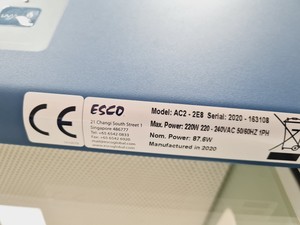 CE
ESCO
21 Changi South Street 1
Singapore 486777
Model: AC2 - 2E8 Serial: 2020 - 163108
Max. Power: 220W 220 - 240VAC 50/60HZ 1PH
Nom. Power: 87.8W
Manufactured in 2020